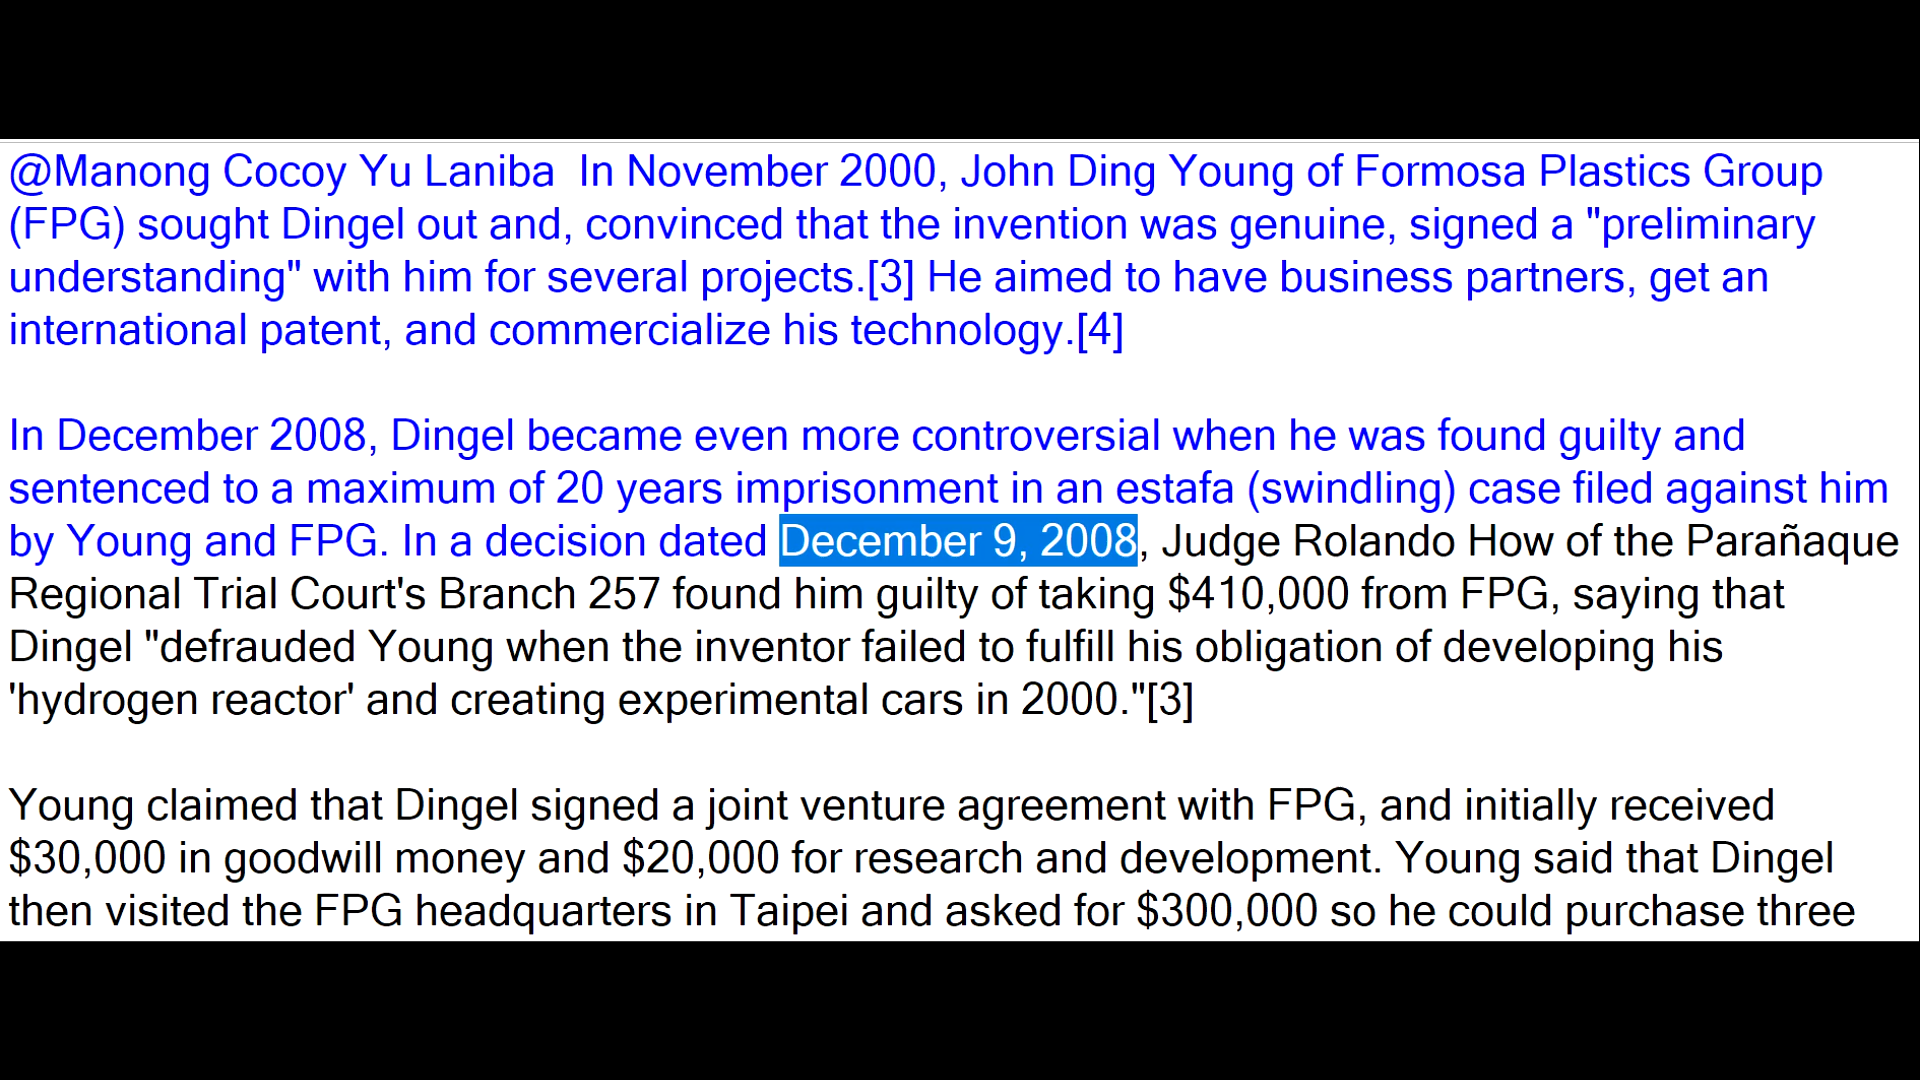 @Manong Cocoy Yu Laniba  In November 2000, John Ding Young of Formosa Plastics Group
(FPG) sought Dingel out and, convinced that the invention was genuine, signed a "preliminary
understanding" with him for several projects.[3] He aimed to have business partners, get an
international patent, and commercialize his technology.[4]
In December 2008, Dingel became even more controversial when he was found guilty and
sentenced to a maximum of 20 years imprisonment in an estafa (swindling) case filed against him
by Young and FPG. In a decision dated December 9, 2008, Judge Rolando How of the Parañaque
Regional Trial Court's Branch 257 found him guilty of taking $410,000 from FPG, saying that
Dingel "defrauded Young when the inventor failed to fulfill his obligation of developing his
'hydrogen reactor' and creating experimental cars in 2000."[3]
Young claimed that Dingel signed a joint venture agreement with FPG, and initially received
$30,000 in goodwill money and $20,000 for research and development. Young said that Dingel
then visited the FPG headquarters in Taipei and asked for $300,000 so he could purchase three